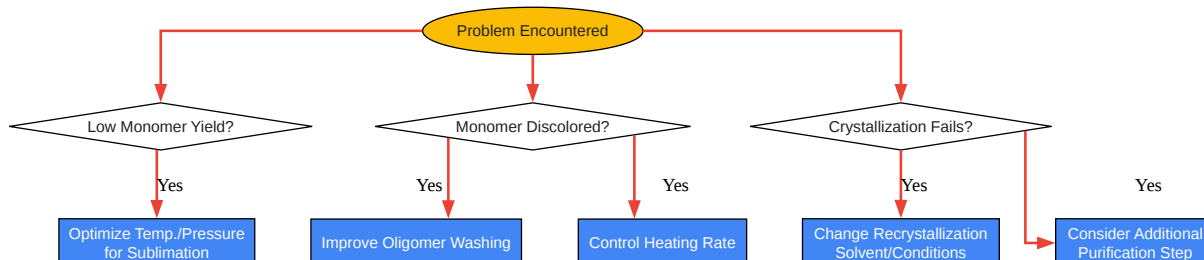 Problem Encountered
Low Monomer Yield?
Monomer Discolored?
Crystallization Fails?
Yes
Yes
Yes
Yes
Yes
Optimize Temp./Pressure
for Sublimation
Improve Oligomer Washing
Control Heating Rate
Change Recrystallization
Solvent/Conditions
Consider Additional
Purification Step